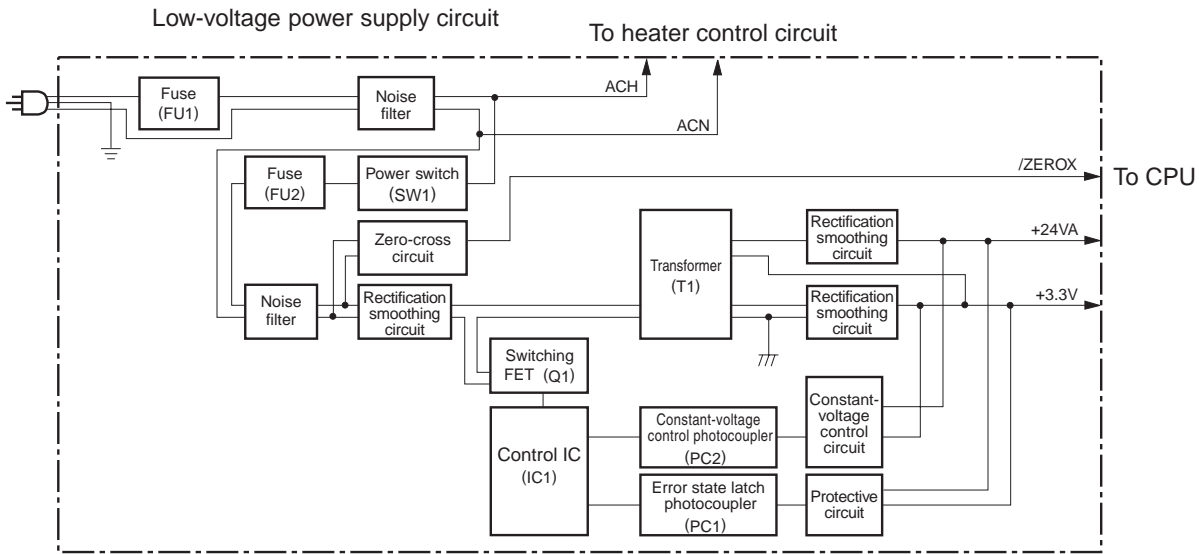 Low-voltage power supply circuit
To heater control circuit
Fuse
(FU1)
Noise
filter
ACH
ACN
Fuse
(FU2)
Power switch
(SW1)
/ZEROX
To CPU
Zero-cross
circuit
Transformer
(T1)
Rectification
smoothing
circuit
+24VA
Noise
filter
Rectification
smoothing
circuit
Rectification
smoothing
circuit
+3.3V
Switching
FET (Q1)
Control IC
(IC1)
Constant-voltage
control photocoupler
(PC2)
Constant-
voltage
control
circuit
Error state latch
photocoupler
(PC1)
Protective
circuit